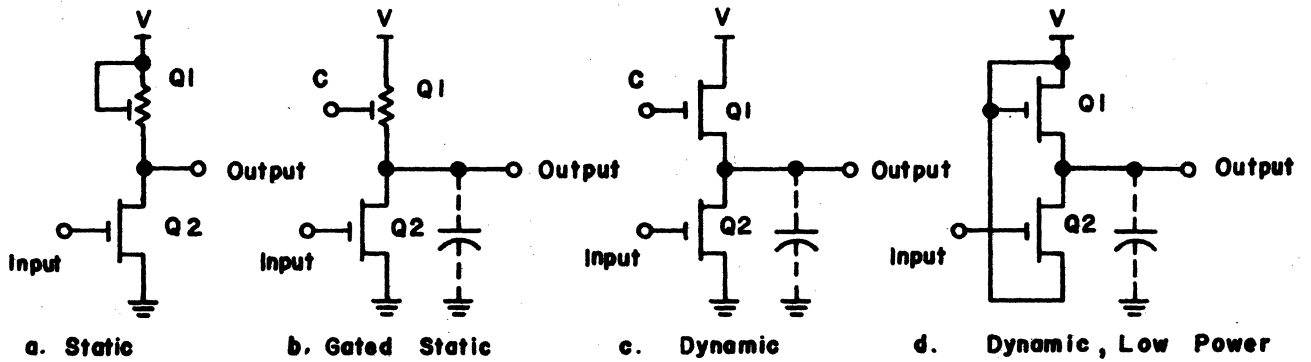 V
Q1
Output
Q2
Input
a. Static
V
C
Q1
Output
Q2
Input
b. Gated Static
V
C
Q1
Output
Q2
Input
c. Dynamic
V
Q1
Output
Q2
Input
d. Dynamic, Low Power